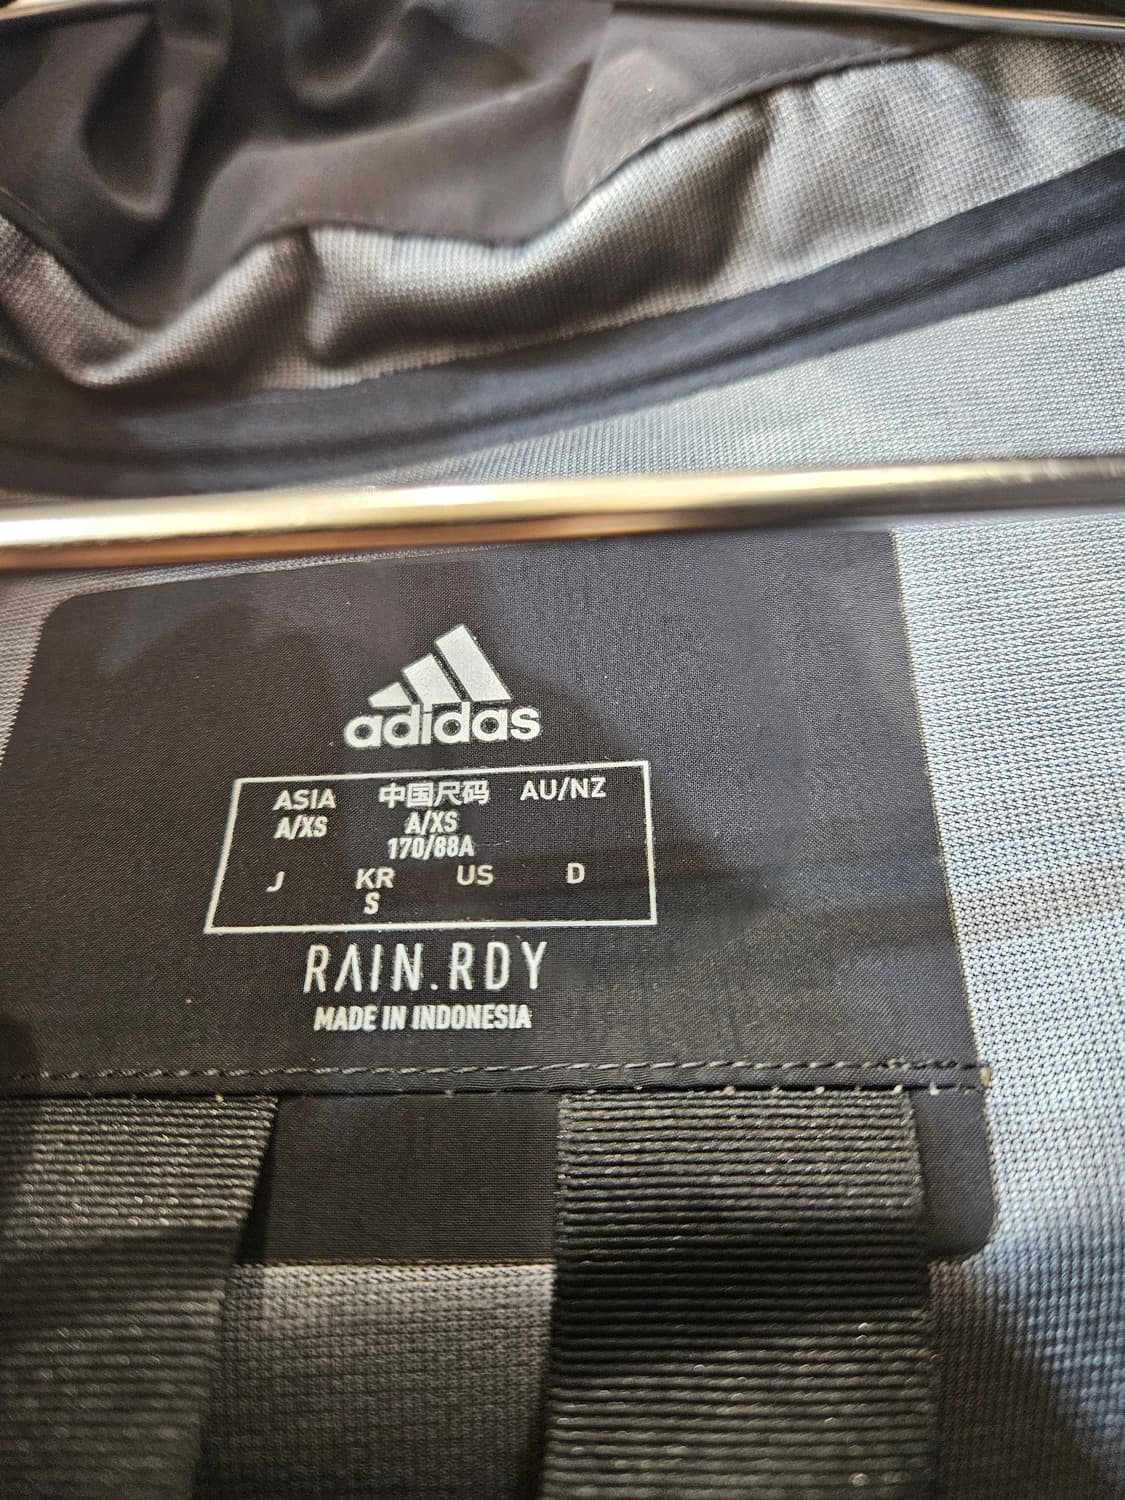 adidas
ASIA 中国尺码 AU/NZ
A/XS A/XS
170/88A
J KR US D
S
RAIN.RDY
MADE IN INDONESIA